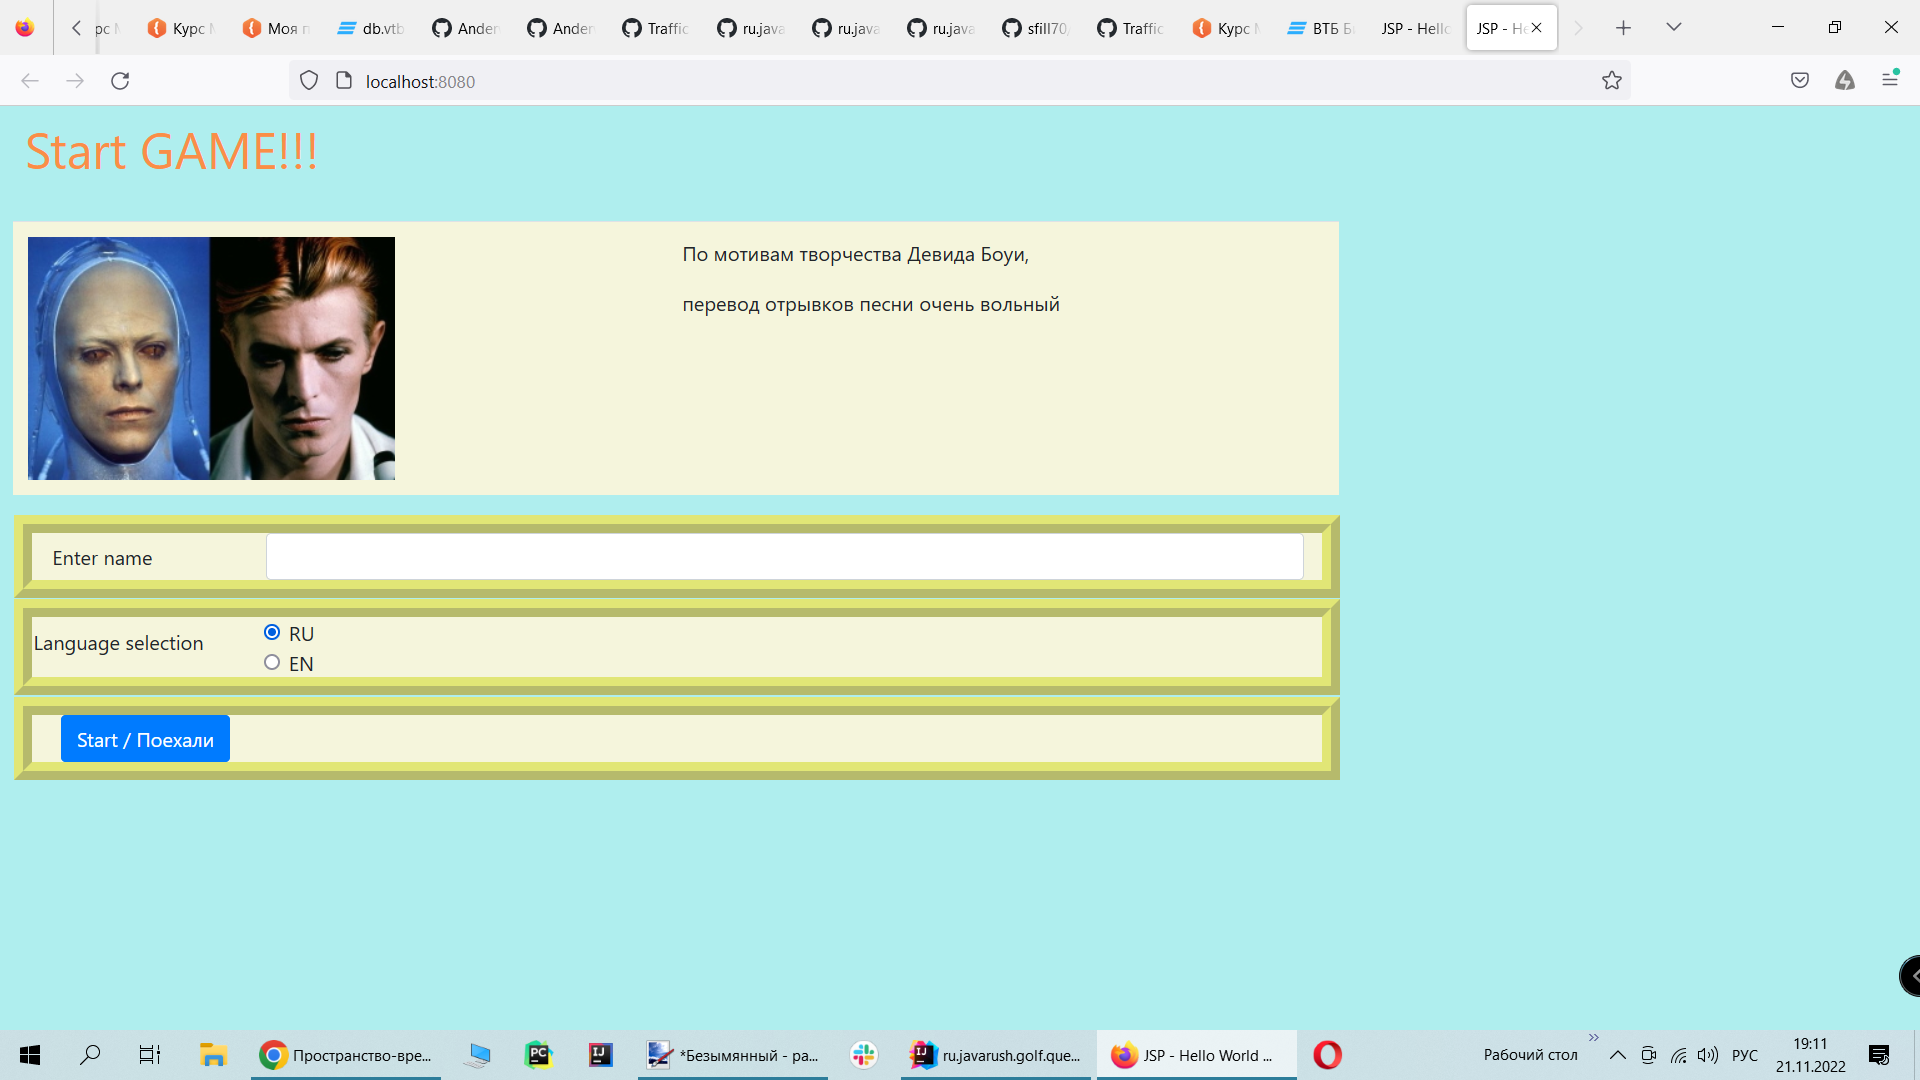 Курс
Моя
db.vtb
Ander
Ander
Traffic
ru.java
ru.java
ru.java
sfill70/
Traffic
Курс
ВТБ Б
JSP - Hello
JSP - He
localhost:8080
Start GAME!!!
По мотивам творчества Девида Боуи,
перевод отрывков песни очень вольный
Enter name
Language selection
RU
EN
Start / Поехали
PC
IJ
Пространство-вре...
*Безымянный - ра...
ru.javarush.golf.que...
JSP - Hello World ...
Рабочий стол
РУС
19:11
21.11.2022